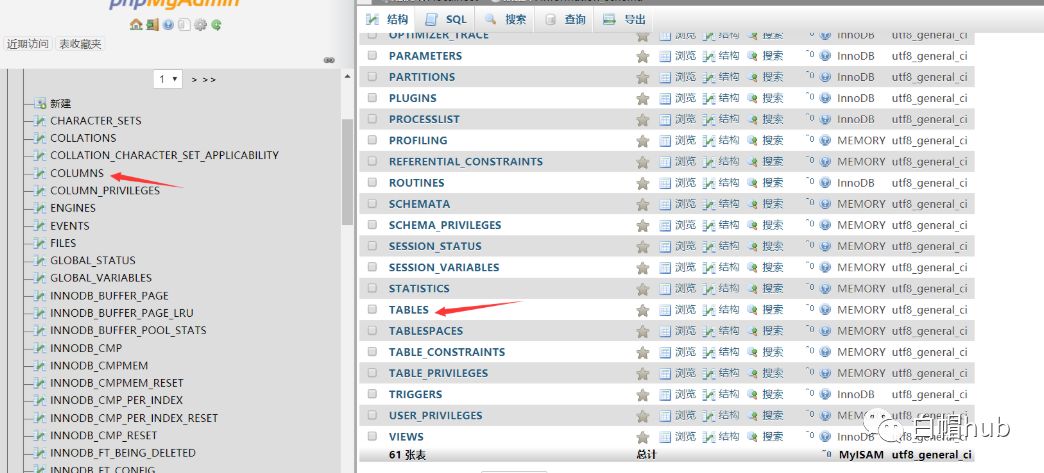 phpMyAdmin
近期访问 表收藏夹
1 > >>
新建
CHARACTER_SETS
COLLATIONS
COLLATION_CHARACTER_SET_APPLICABILITY
COLUMNS
COLUMN_PRIVILEGES
ENGINES
EVENTS
FILES
GLOBAL_STATUS
GLOBAL_VARIABLES
INNODB_BUFFER_PAGE
INNODB_BUFFER_PAGE_LRU
INNODB_BUFFER_POOL_STATS
INNODB_CMP
INNODB_CMPMEM
INNODB_CMPMEM_RESET
INNODB_CMP_PER_INDEX
INNODB_CMP_PER_INDEX_RESET
INNODB_CMP_RESET
INNODB_FT_BEING_DELETED
INNODB_FT_CONFIG
结构 SQL 搜索 查询 导出
OPTIMIZER_TRACE 浏览 结构 搜索 ~0 InnoDB utf8_general_ci
PARAMETERS 浏览 结构 搜索 ~0 InnoDB utf8_general_ci
PARTITIONS 浏览 结构 搜索 ~0 InnoDB utf8_general_ci
PLUGINS 浏览 结构 搜索 ~0 InnoDB utf8_general_ci
PROCESSLIST 浏览 结构 搜索 ~0 InnoDB utf8_general_ci
PROFILING 浏览 结构 搜索 ~0 MEMORY utf8_general_ci
REFERENTIAL_CONSTRAINTS 浏览 结构 搜索 ~0 MEMORY utf8_general_ci
ROUTINES 浏览 结构 搜索 ~0 InnoDB utf8_general_ci
SCHEMATA 浏览 结构 搜索 ~0 MEMORY utf8_general_ci
SCHEMA_PRIVILEGES 浏览 结构 搜索 ~0 MEMORY utf8_general_ci
SESSION_STATUS 浏览 结构 搜索 ~0 MEMORY utf8_general_ci
SESSION_VARIABLES 浏览 结构 搜索 ~0 MEMORY utf8_general_ci
STATISTICS 浏览 结构 搜索 ~0 MEMORY utf8_general_ci
TABLES 浏览 结构 搜索 ~0 MEMORY utf8_general_ci
TABLESPACES 浏览 结构 搜索 ~0 MEMORY utf8_general_ci
TABLE_CONSTRAINTS 浏览 结构 搜索 ~0 MEMORY utf8_general_ci
TABLE_PRIVILEGES 浏览 结构 搜索 ~0 MEMORY utf8_general_ci
TRIGGERS 浏览 结构 搜索 ~0 InnoDB utf8_general_ci
USER_PRIVILEGES 浏览 结构 搜索 ~0 MEMORY utf8_general_ci
VIEWS 浏览 结构 搜索 ~0 InnoDB utf8_general_ci
61 张表 总计 ~0 MyISAM utf8_general_ci
白帽hub